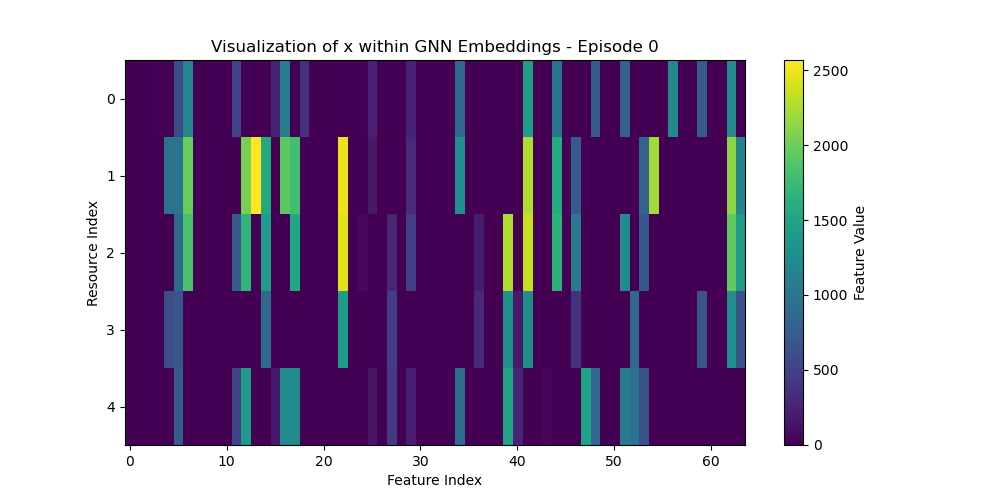 Visualization of x within GNN Embeddings - Episode 0
Resource Index
0
1
2
3
4
0 10 20 30 40 50 60
Feature Index
2500
2000
1500
1000
500
0
Feature Value